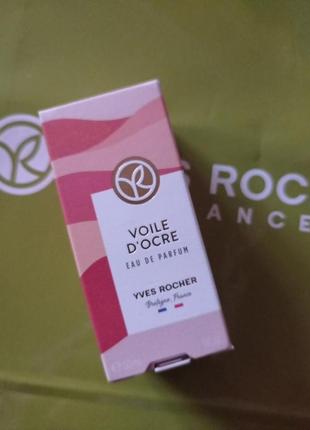 S ROCH
ANCE
VOILE
D'OCRE
EAU DE PARFUM
YVES ROCHER
Bretagne, France